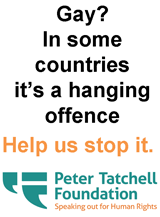 Gay?
In some
countries
it's a hanging
offence
Help us stop it.
Peter Tatchell
Foundation
Speaking out for Human Rights